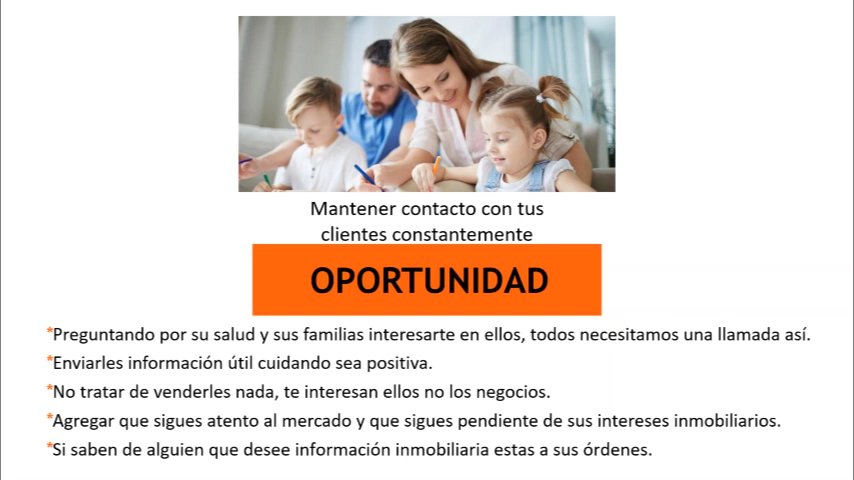 Mantener contacto con tus
clientes constantemente
OPORTUNIDAD
*Preguntando por su salud y sus familias interesarte en ellos, todos necesitamos una llamada así.
*Enviarles información útil cuidando sea positiva.
*No tratar de venderles nada, te interesan ellos no los negocios.
*Agregar que sigues atento al mercado y que sigues pendiente de sus intereses inmobiliarios.
*Si saben de alguien que desee información inmobiliaria estas a sus órdenes.